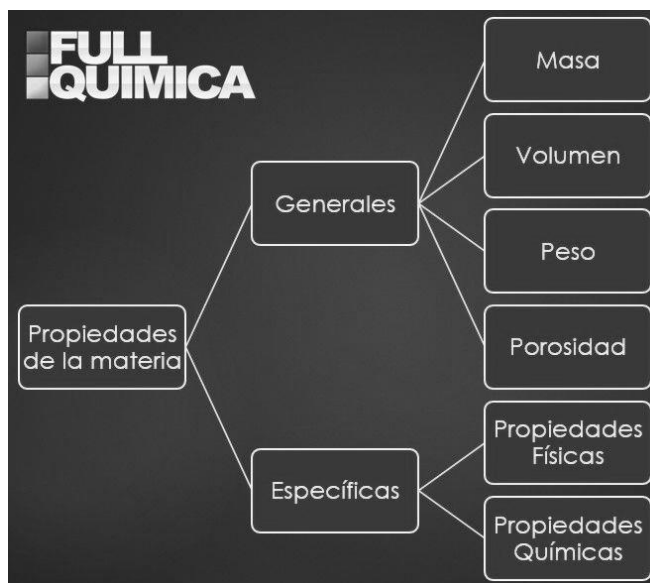 FULL
QUIMICA
Propiedades
de la materia
Generales
Masa
Volumen
Peso
Porosidad
Específicas
Propiedades
Físicas
Propiedades
Químicas